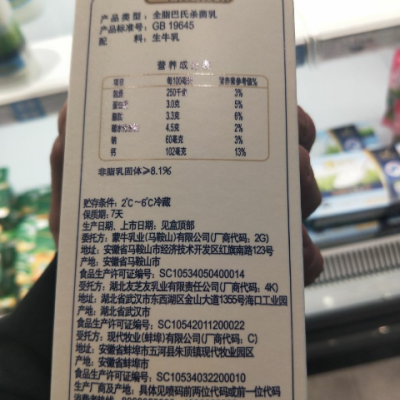 产品类型：全脂巴氏杀菌乳
产品标准号：GB 19645
配 料：生牛乳
营养成分表
项目 每100毫升 营养素参考值%
能量 250千焦 3%
蛋白质 3.0克 5%
脂肪 3.3克 6%
碳水化合物 4.5克 2%
钠 60毫克 3%
钙 102毫克 13%
非脂乳固体≥8.1%
贮存条件：2℃~6℃冷藏
保质期：7天
生产日期、上市日期：见盒顶部
委托方：蒙牛乳业(马鞍山)有限公司(厂商代码：2G)
地址：安徽省马鞍山市经济技术开发区红旗南路123号
产地：安徽省马鞍山市
食品生产许可证编号：SC10534050400014
受托方：湖北友芝友乳业有限责任公司(厂商代码：4K)
地址：湖北省武汉市东西湖区金山大道1355号海口工业园
产地：湖北省武汉市
食品生产许可证编号：SC10542011200022
受托方：现代牧业(蚌埠)有限公司(厂商代码：C)
地址：安徽省蚌埠市五河县朱顶镇现代牧业园区
产地：安徽省蚌埠市
食品生产许可证编号：SC10534032200010
生产厂商及产地：具体见喷码前两位代码或前一位代码
消费者服务热线：